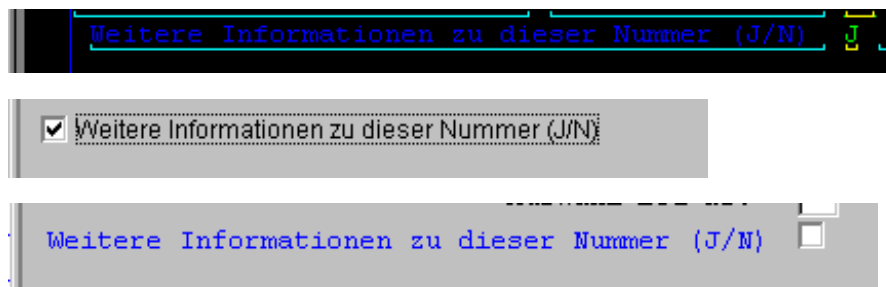 Weitere Informationen zu dieser Nummer (J/N) J
Weitere Informationen zu dieser Nummer (J/N)
Weitere Informationen zu dieser Nummer (J/N)